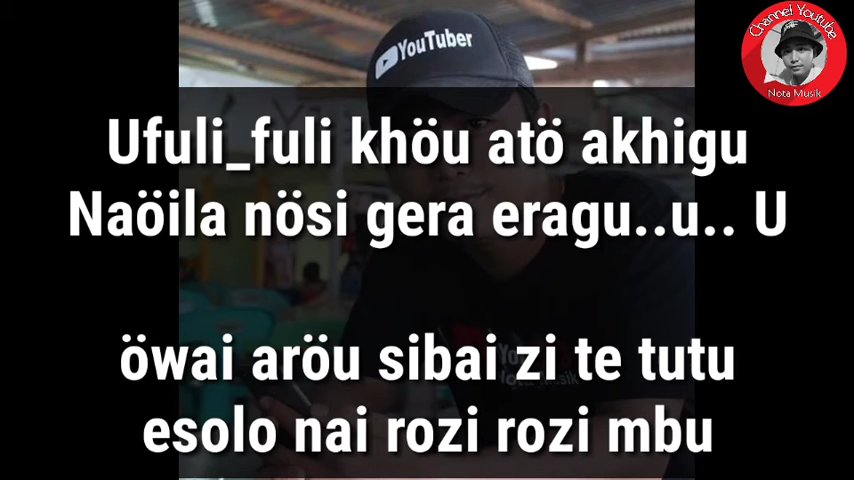 YouTuber
Channel Youtube
Nota Musik
Ufuli_fuli khöu atö akhigu
Naöila nösi gera eragu..u.. U
öwai aröu sibai zi te tutu
esolo nai rozi rozi mbu